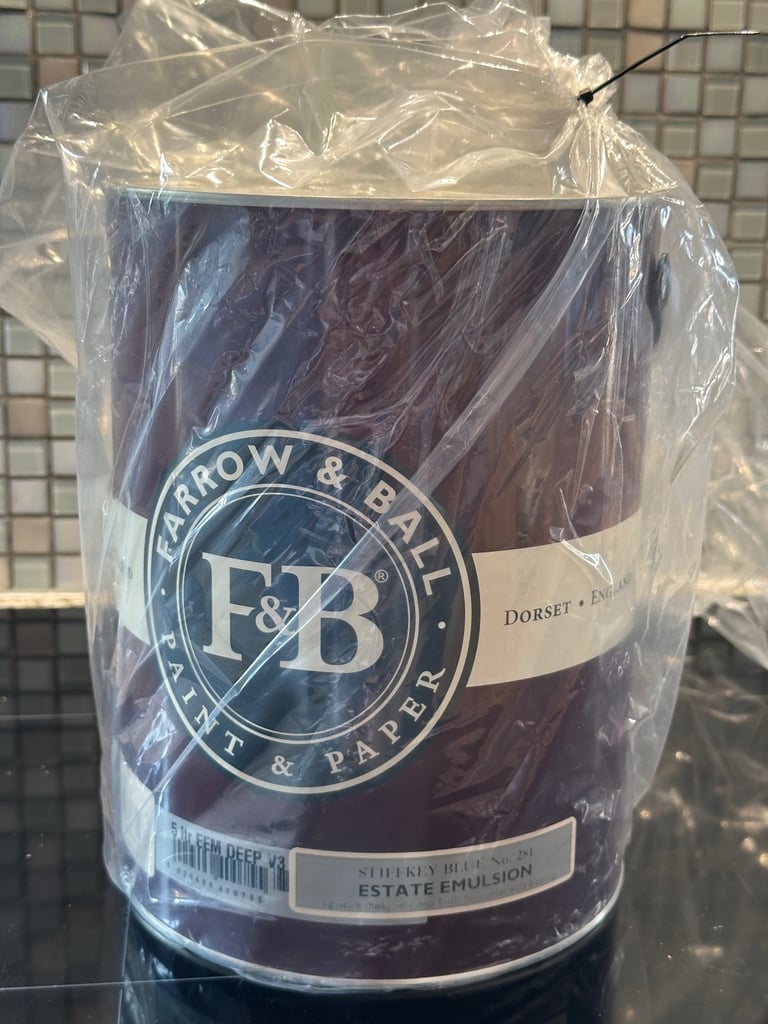 FARROW & BALL
F&B®
PAINT & PAPER
DORSET • ENGLAND
5 ltr EEM DEEP V3
STIFFKEY BLUE No. 281
ESTATE EMULSION